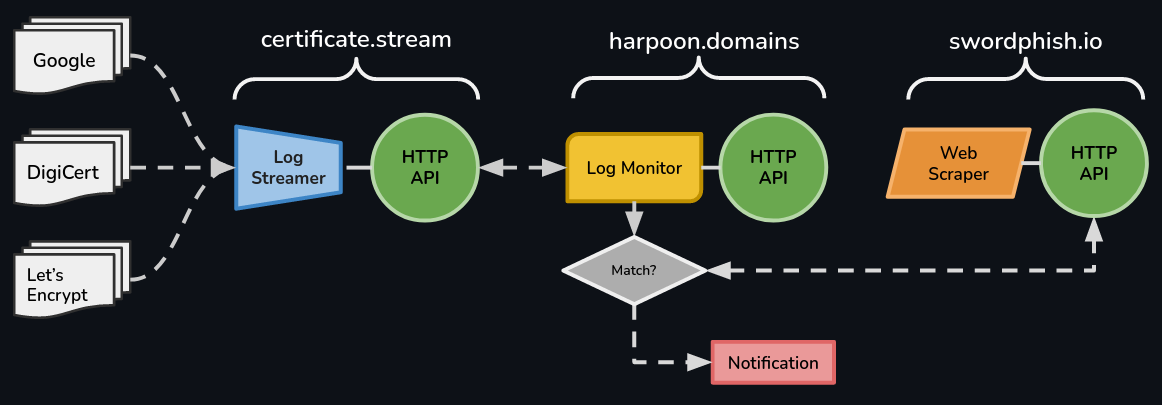 certificate.stream
harpoon.domains
swordphish.io
Google
DigiCert
Let's
Encrypt
Log
Streamer
HTTP
API
Log Monitor
HTTP
API
Web
Scraper
HTTP
API
Match?
Notification